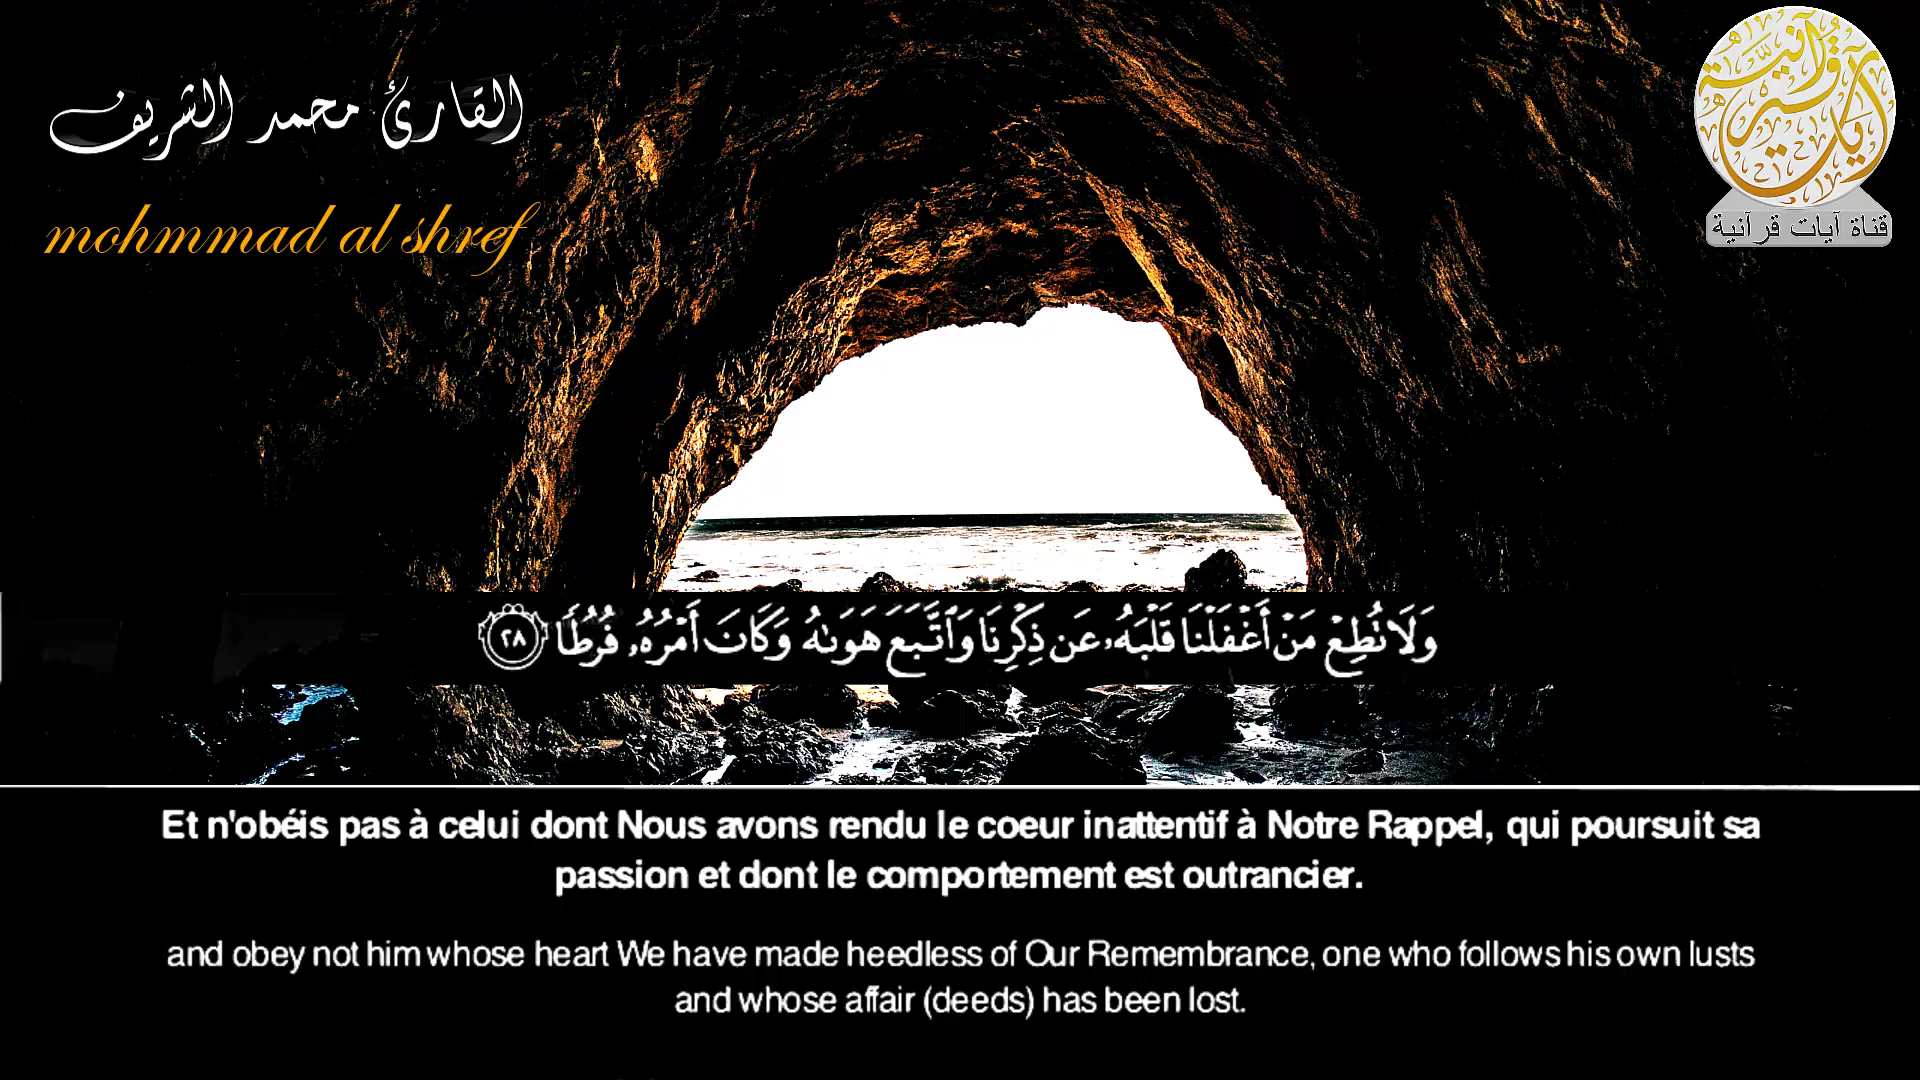 القارئ محمد الشريف
mohmmad al shref
آيات قرآنية
قناة آيات قرآنية
وَلَا تُطِعْ مَنْ أَغْفَلْنَا قَلْبَهُۥ عَن ذِكْرِنَا وَٱتَّبَعَ هَوَىٰهُ وَكَانَ أَمْرُهُۥ فُرُطًا ٢٨
Et n'obéis pas à celui dont Nous avons rendu le coeur inattentif à Notre Rappel, qui poursuit sa
passion et dont le comportement est outrancier.
and obey not him whose heart We have made heedless of Our Remembrance, one who follows his own lusts
and whose affair (deeds) has been lost.